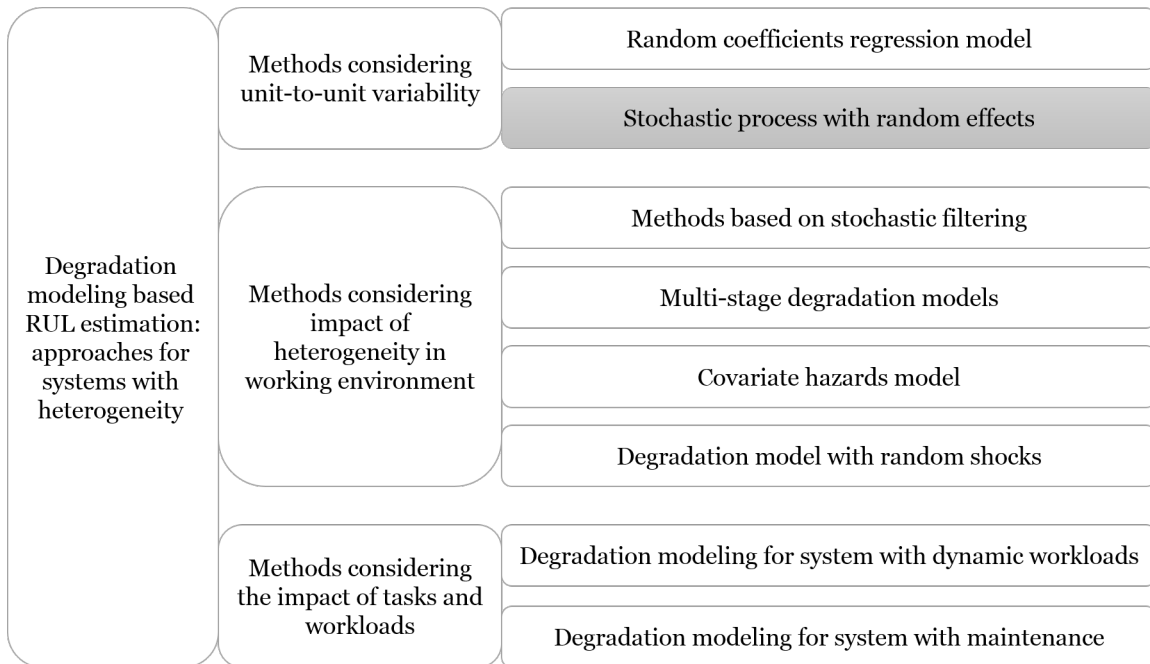 Degradation
modeling based
RUL estimation:
approaches for
systems with
heterogeneity
Methods considering
unit-to-unit variability
Random coefficients regression model
Stochastic process with random effects
Methods considering
impact of
heterogeneity in
working environment
Methods based on stochastic filtering
Multi-stage degradation models
Covariate hazards model
Degradation model with random shocks
Methods considering
the impact of tasks and
workloads
Degradation modeling for system with dynamic workloads
Degradation modeling for system with maintenance